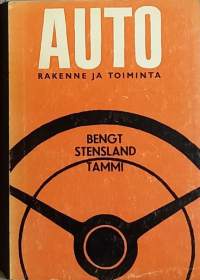 AUTO
RAKENNE JA TOIMINTA
BENGT
STENSLAND
TAMMI